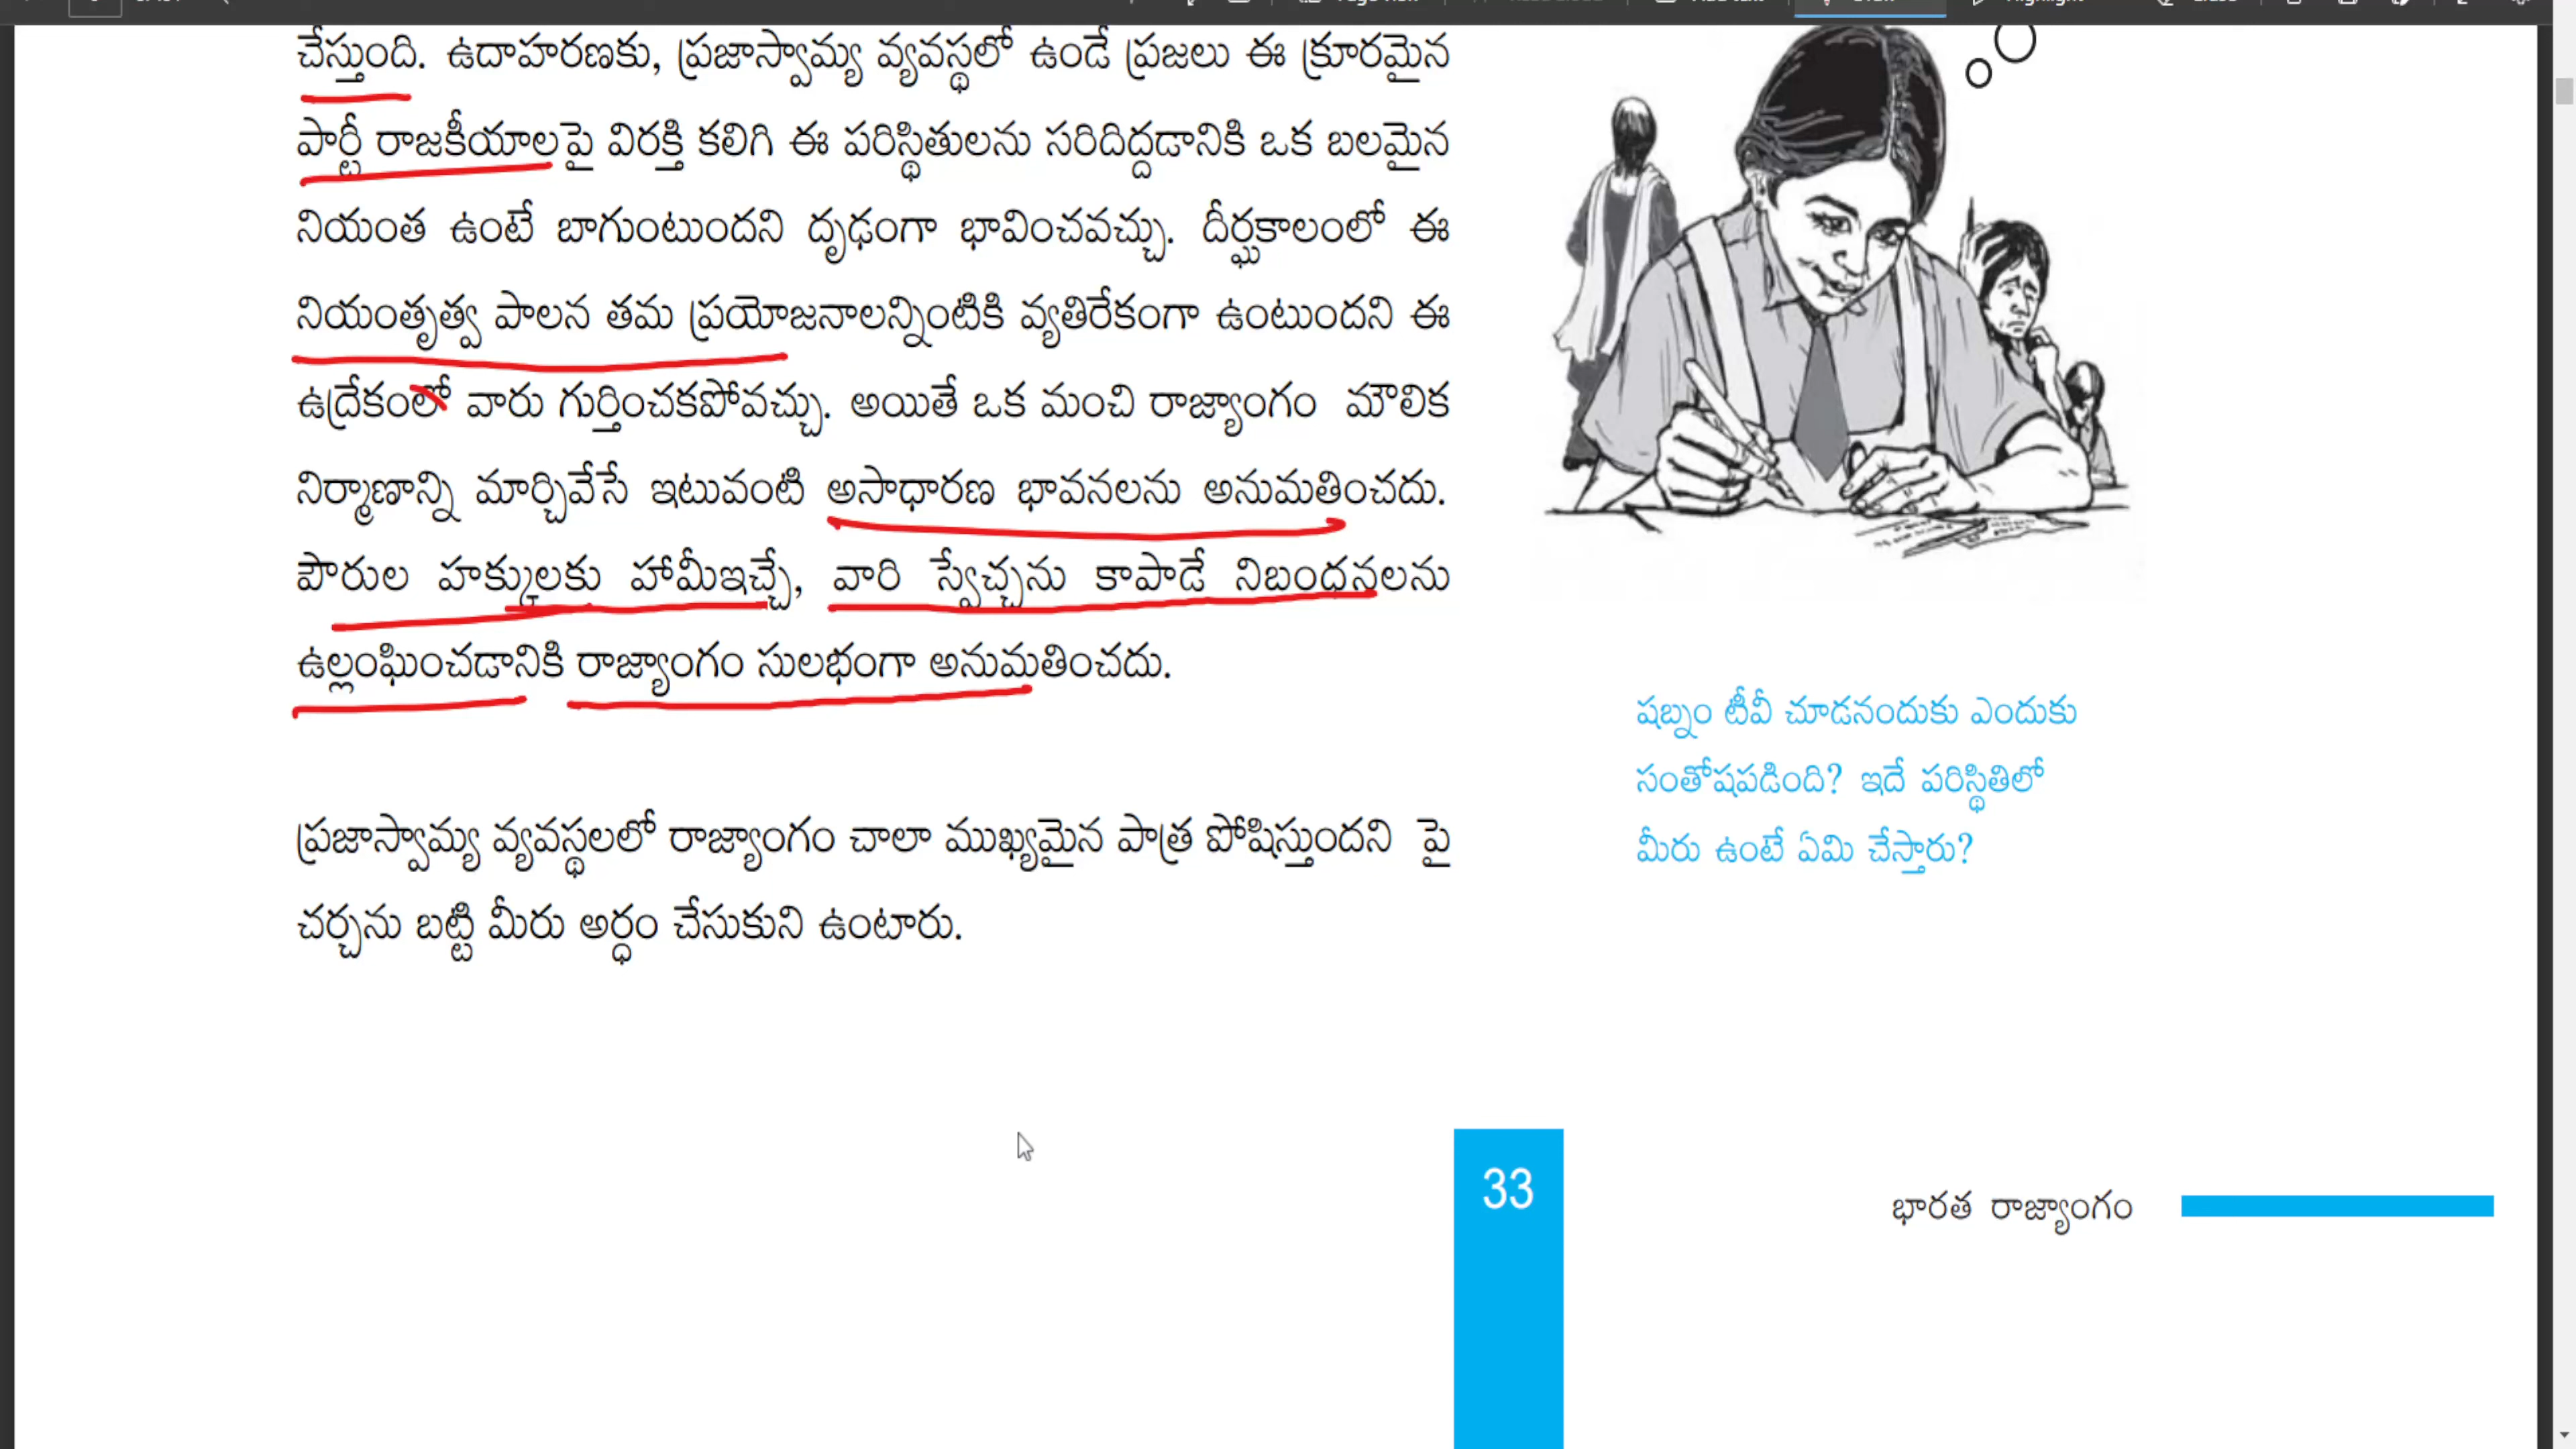 చేస్తుంది. ఉదాహరణకు, ప్రజాస్వామ్య వ్యవస్థలో ఉండే ప్రజలు ఈ క్రూరమైన
పార్టీ రాజకీయాలపై విరక్తి కలిగి ఈ పరిస్థితులను సరిదిద్దడానికి ఒక బలమైన
నియంత ఉంటే బాగుంటుందని దృఢంగా భావించవచ్చు. దీర్ఘకాలంలో ఈ
నియంతృత్వ పాలన తమ ప్రయోజనాలన్నింటికి వ్యతిరేకంగా ఉంటుందని ఈ
ఉద్రేకంలో వారు గుర్తించకపోవచ్చు. అయితే ఒక మంచి రాజ్యాంగం మౌలిక
నిర్మాణాన్ని మార్చివేసే ఇటువంటి అసాధారణ భావనలను అనుమతించదు.
పౌరుల హక్కులకు హామీఇచ్చే, వారి స్వేచ్ఛను కాపాడే నిబంధనలను
ఉల్లంఘించడానికి రాజ్యాంగం సులభంగా అనుమతించదు.
ప్రజాస్వామ్య వ్యవస్థలలో రాజ్యాంగం చాలా ముఖ్యమైన పాత్ర పోషిస్తుందని పై
చర్చను బట్టి మీరు అర్ధం చేసుకుని ఉంటారు.
షబ్నం టీవీ చూడనందుకు ఎందుకు
సంతోషపడింది? ఇదే పరిస్థితిలో
మీరు ఉంటే ఏమి చేస్తారు?
33
భారత రాజ్యాంగం